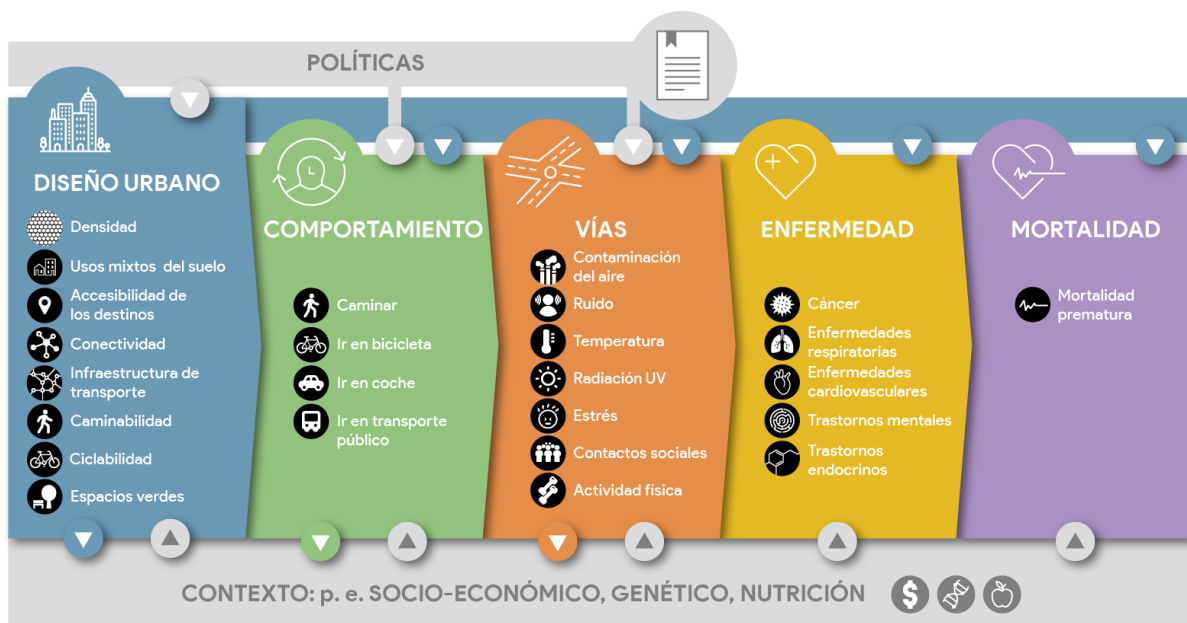 POLÍTICAS
DISEÑO URBANO
Densidad
Usos mixtos del suelo
Accesibilidad de
los destinos
Conectividad
Infraestructura de
transporte
Caminabilidad
Ciclabilidad
Espacios verdes
COMPORTAMIENTO
Caminar
Ir en bicicleta
Ir en coche
Ir en transporte
público
VÍAS
Contaminación
del aire
Ruido
Temperatura
Radiación UV
Estrés
Contactos sociales
Actividad física
ENFERMEDAD
Cáncer
Enfermedades
respiratorias
Enfermedades
cardiovasculares
Trastornos mentales
Trastornos
endocrinos
MORTALIDAD
Mortalidad
prematura
CONTEXTO: p. e. SOCIO-ECONÓMICO, GENÉTICO, NUTRICIÓN $